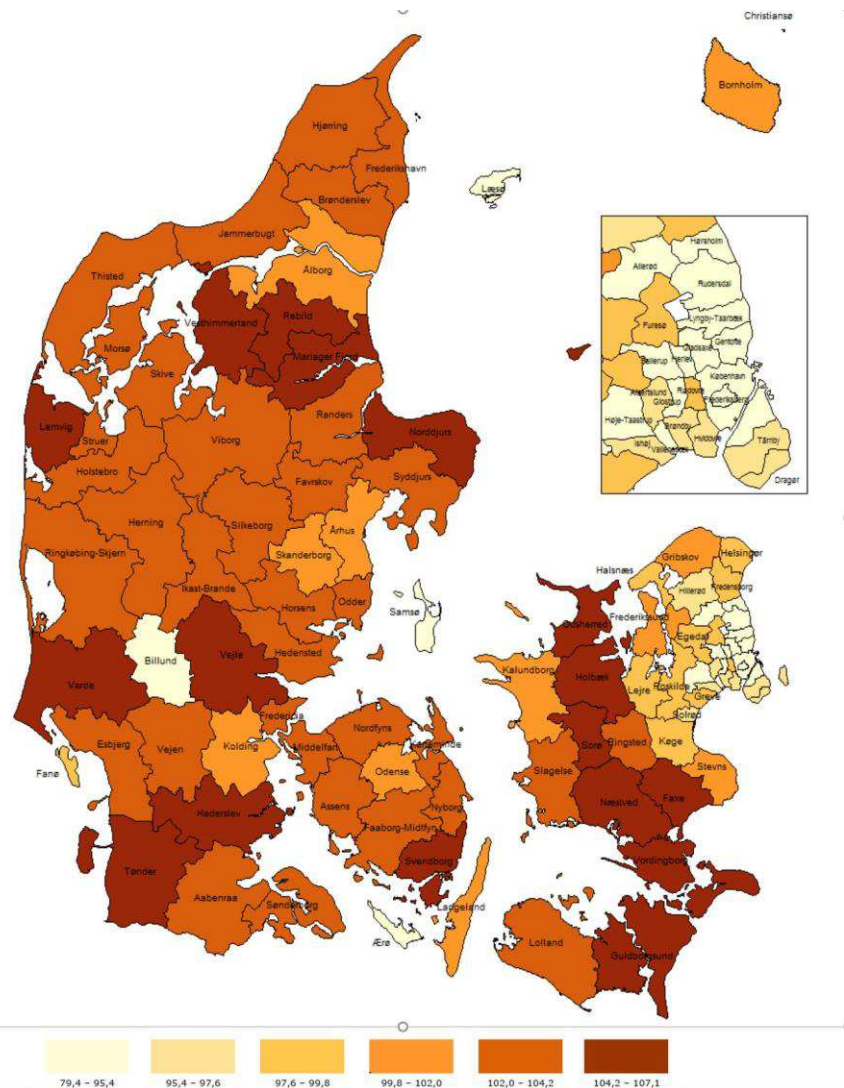 Christiansø
Bornholm
Hjørring
Frederikshavn
Læsø
Brønderslev
Jammerbugt
Ålborg
Thisted
Vesthimmerland
Rebild
Mariager Fjord
Morsø
Skive
Lemvig
Struer
Viborg
Randers
Norddjurs
Holstebro
Favrskov
Syddjurs
Herning
Silkeborg
Århus
Skanderborg
Ringkøbing-Skjern
Ikast-Brande
Horsens
Odder
Samsø
Hedensted
Billund
Vejle
Varde
Fredericia
Esbjerg
Vejen
Kolding
Middelfart
Nordfyns
Kerteminde
Fanø
Odense
Assens
Nyborg
Faaborg-Midtfyn
Haderslev
Svendborg
Tønder
Langeland
Aabenraa
Sønderborg
Ærø
Hørsholm
Allerød
Rudersdal
Lyngby-Taarbæk
Furesø
Gladsaxe
Gentofte
Ballerup
Herlev
København
Albertslund
Rødovre
Glostrup
Frederiksberg
Høje-Taastrup
Brøndby
Ishøj
Hvidovre
Vallensbæk
Tårnby
Dragør
Halsnæs
Gribskov
Helsingør
Hillerød
Fredensborg
Odsherred
Frederikssund
Egedal
Kalundborg
Holbæk
Lejre
Roskilde
Greve
Solrød
Sorø
Ringsted
Køge
Stevns
Slagelse
Næstved
Faxe
Vordingborg
Lolland
Guldborgsund
79,4 – 95,4
95,4 – 97,6
97,6 – 99,8
99,8 – 102,0
102,0 – 104,2
104,2 – 107,1